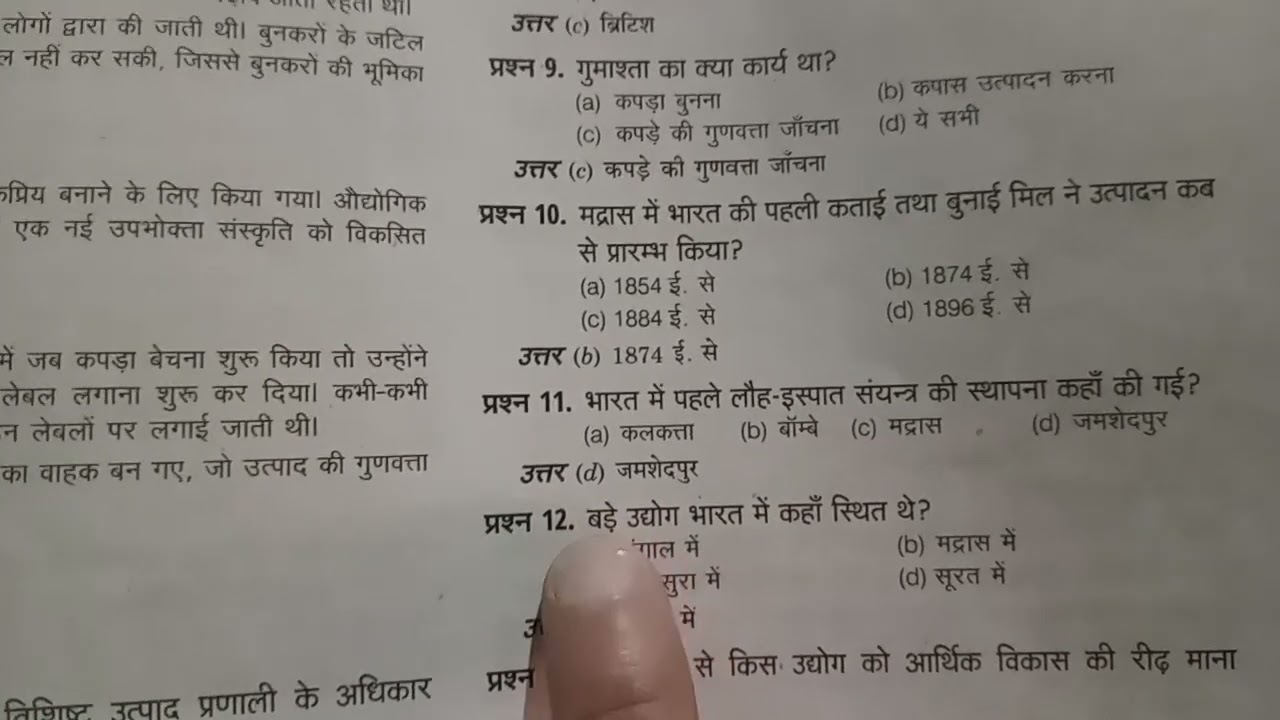 लोगों द्वारा की जाती थी। बुनकरों के जटिल
नहीं कर सकी, जिससे बुनकरों की भूमिका
बनाने के लिए किया गया। औद्योगिक
एक नई उपभोक्ता संस्कृति को विकसित
में जब कपड़ा बेचना शुरू किया तो उन्होंने
लेबल लगाना शुरू कर दिया। कभी-कभी
न लेबलों पर लगाई जाती थी।
का वाहक बन गए, जो उत्पाद की गुणवत्ता
विशिष्ट उत्पाद प्रणाली के अधिकार
उत्तर (c) ब्रिटिश
प्रश्न 9. गुमाश्ता का क्या कार्य था?
(a) कपड़ा बुनना (b) कपास उत्पादन करना
(c) कपड़े की गुणवत्ता जाँचना (d) ये सभी
उत्तर (c) कपड़े की गुणवत्ता जाँचना
प्रश्न 10. मद्रास में भारत की पहली कताई तथा बुनाई मिल ने उत्पादन कब
से प्रारम्भ किया?
(a) 1854 ई. से (b) 1874 ई. से
(c) 1884 ई. से (d) 1896 ई. से
उत्तर (b) 1874 ई. से
प्रश्न 11. भारत में पहले लौह-इस्पात संयन्त्र की स्थापना कहाँ की गई?
(a) कलकत्ता (b) बॉम्बे (c) मद्रास (d) जमशेदपुर
उत्तर (d) जमशेदपुर
प्रश्न 12. बड़े उद्योग भारत में कहाँ स्थित थे?
में (b) मद्रास में
में (d) सूरत में
में
प्रश्न से किस उद्योग को आर्थिक विकास की रीढ़ माना